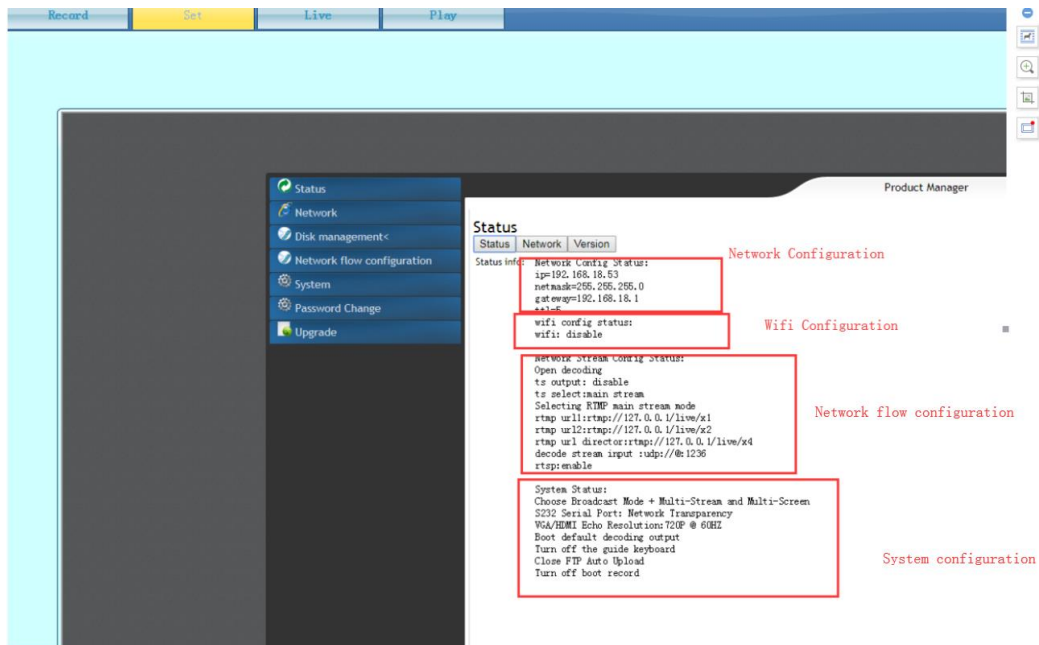 Record Set Live Play
Product Manager
Status
Network
Disk management<
Network flow configuration
System
Password Change
Upgrade
Status
Status Network Version
Status info: Network Config Status:
ip=192.168.18.53
netmask=255.255.255.0
gateway=192.168.18.1
ttl=5
Network Configuration
wifi config status:
wifi: disable
Wifi Configuration
Network Stream Config Status:
Open decoding
ts output: disable
ts select:main stream
Selecting RTMP main stream mode
rtmp url1:rtmp://127.0.0.1/live/x1
rtmp url2:rtmp://127.0.0.1/live/x2
rtmp url director:rtmp://127.0.0.1/live/x4
decode stream input :udp://@:1236
rtsp:enable
Network flow configuration
System Status:
Choose Broadcast Mode + Multi-Stream and Multi-Screen
S232 Serial Port: Network Transparency
VGA/HDMI Echo Resolution:720P @ 60HZ
Boot default decoding output
Turn off the guide keyboard
Close FTP Auto Upload
Turn off boot record
System configuration